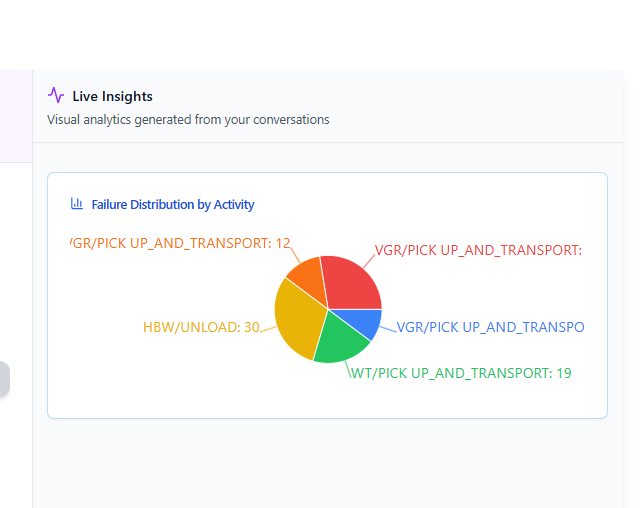 Live Insights
Visual analytics generated from your conversations
Failure Distribution by Activity
/GR/PICK UP_AND_TRANSPORT: 12
VGR/PICK UP_AND_TRANSPORT:
HBW/UNLOAD: 30
VGR/PICK UP_AND_TRANSPO
WT/PICK UP_AND_TRANSPORT: 19